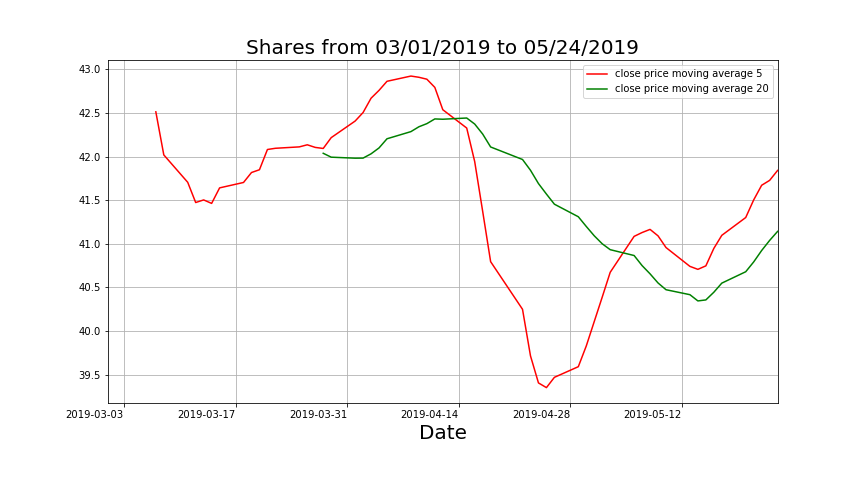 Shares from 03/01/2019 to 05/24/2019
close price moving average 5
close price moving average 20
43.0
42.5
42.0
41.5
41.0
40.5
40.0
39.5
2019-03-03 2019-03-17 2019-03-31 2019-04-14 2019-04-28 2019-05-12
Date